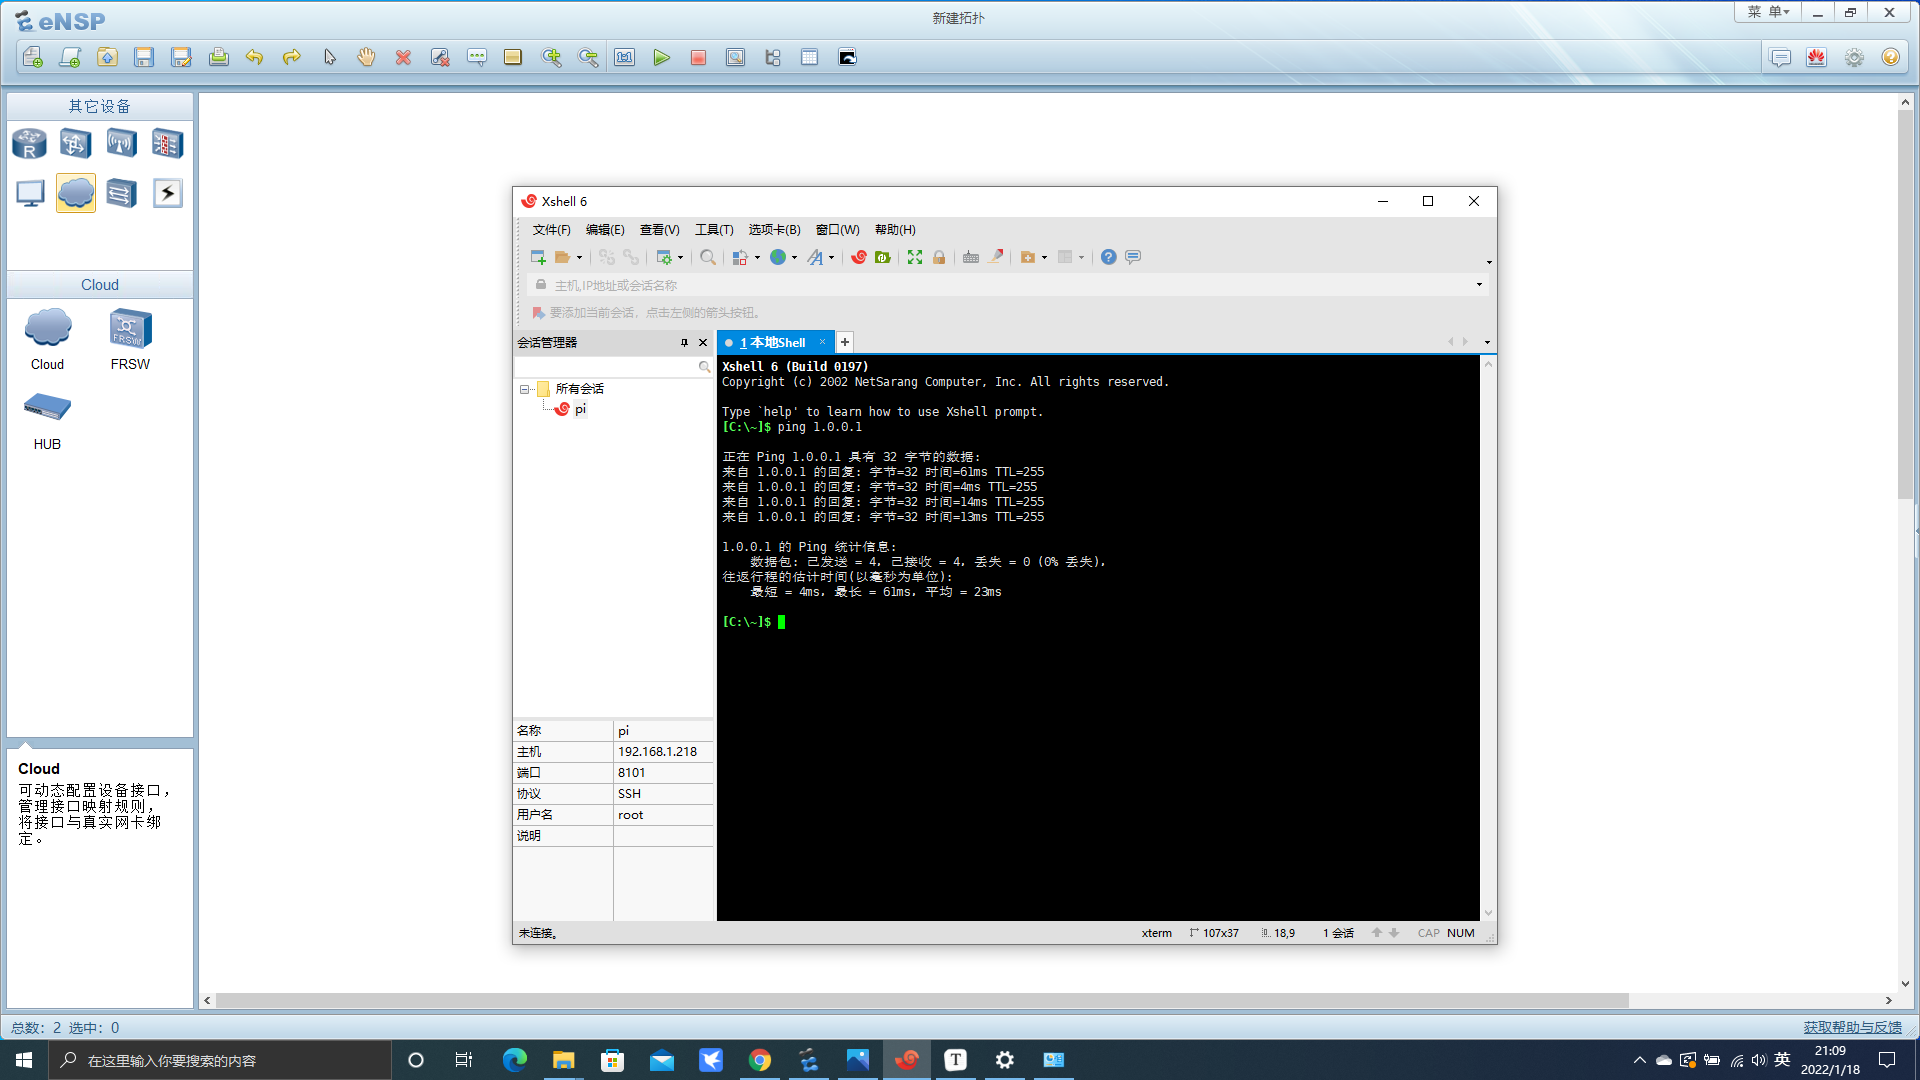 eNSP
新建拓扑
菜 单
其它设备
Cloud
Cloud
FRSW
HUB
Cloud
可动态配置设备接口，
管理接口映射规则，
将接口与真实网卡绑
定。
Xshell 6
文件(F) 编辑(E) 查看(V) 工具(T) 选项卡(B) 窗口(W) 帮助(H)
主机,IP地址或会话名称
要添加当前会话，点击左侧的箭头按钮。
会话管理器
1 本地Shell
所有会话
pi
名称 pi
主机 192.168.1.218
端口 8101
协议 SSH
用户名 root
说明
Xshell 6 (Build 0197)
Copyright (c) 2002 NetSarang Computer, Inc. All rights reserved.
Type `help' to learn how to use Xshell prompt.
[C:\~]$ ping 1.0.0.1
正在 Ping 1.0.0.1 具有 32 字节的数据:
来自 1.0.0.1 的回复: 字节=32 时间=61ms TTL=255
来自 1.0.0.1 的回复: 字节=32 时间=4ms TTL=255
来自 1.0.0.1 的回复: 字节=32 时间=14ms TTL=255
来自 1.0.0.1 的回复: 字节=32 时间=13ms TTL=255
1.0.0.1 的 Ping 统计信息:
数据包: 已发送 = 4，已接收 = 4，丢失 = 0 (0% 丢失)，
往返行程的估计时间(以毫秒为单位):
最短 = 4ms，最长 = 61ms，平均 = 23ms
[C:\~]$
未连接。
xterm 107x37 18,9 1 会话 CAP NUM
总数: 2 选中: 0
获取帮助与反馈
在这里输入你要搜索的内容
英
21:09
2022/1/18